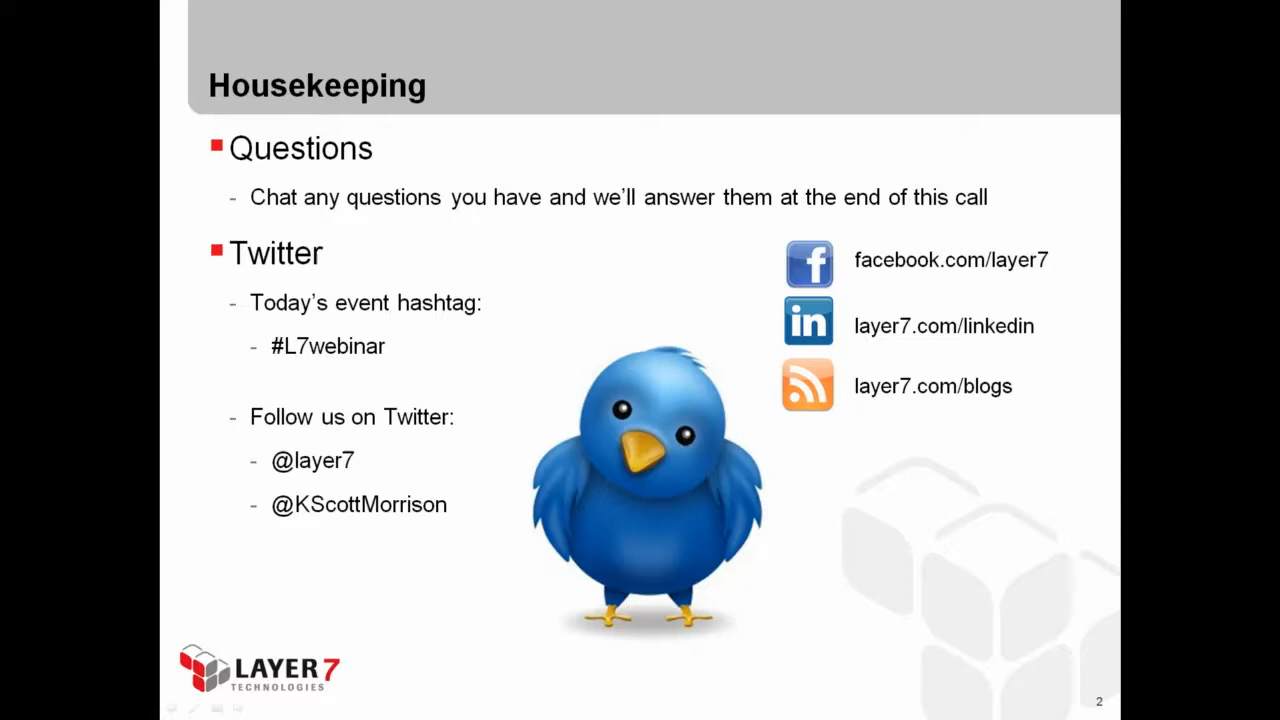 Housekeeping
Questions
- Chat any questions you have and we'll answer them at the end of this call
Twitter
- Today's event hashtag:
- #L7webinar
- Follow us on Twitter:
- @layer7
- @KScottMorrison
facebook.com/layer7
layer7.com/linkedin
layer7.com/blogs
LAYER 7
TECHNOLOGIES
2